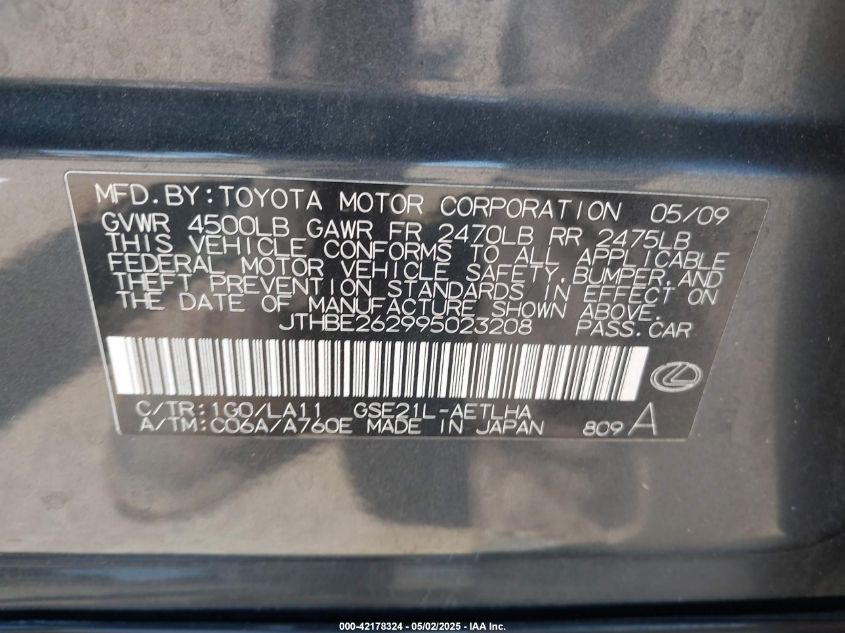 MFD.BY:TOYOTA MOTOR CORPORATION 05/09
GVWR 4500LB GAWR FR 2470LB RR 2475LB
THIS VEHICLE CONFORMS TO ALL APPLICABLE
FEDERAL MOTOR VEHICLE SAFETY,BUMPER,AND
THEFT PREVENTION STANDARDS IN EFFECT ON
THE DATE OF MANUFACTURE SHOWN ABOVE.
JTHBE262995023208 PASS.CAR
C/TR:1G0/LA11 GSE21L-AETLHA
A/TM:C06A/A760E MADE IN JAPAN 809 A
000-42178324 - 05/02/2025 - IAA Inc.